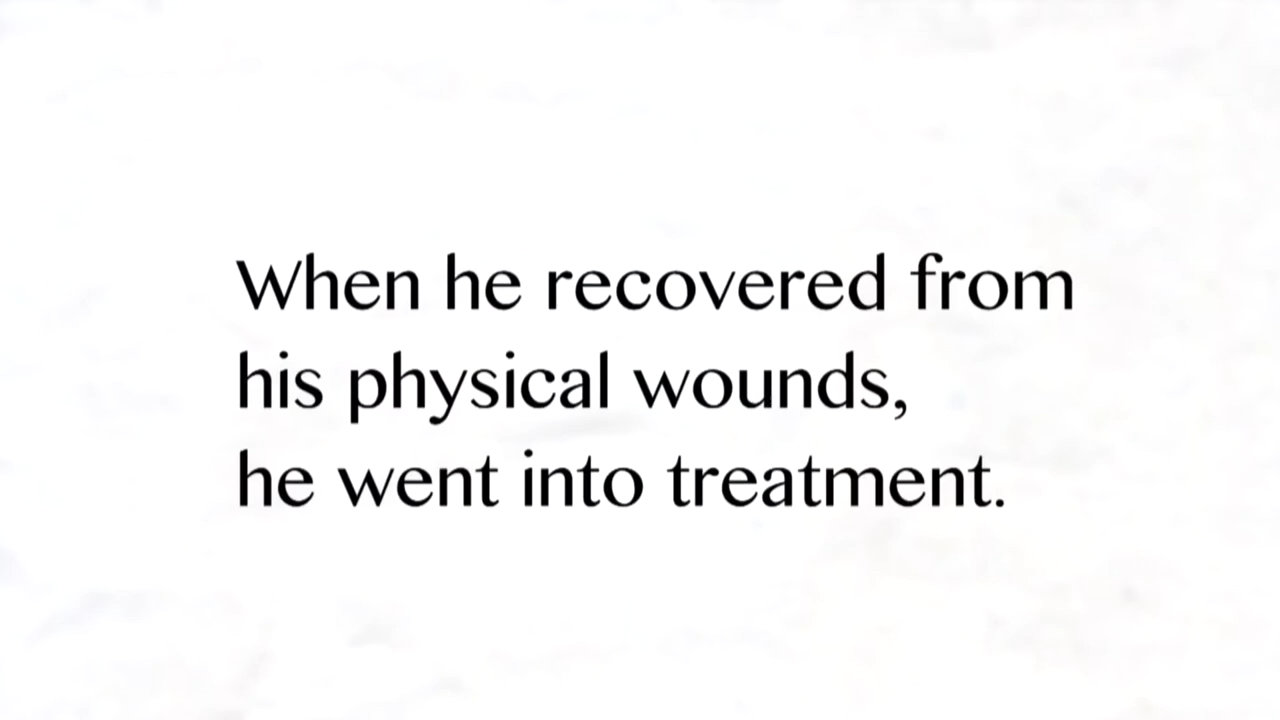 When he recovered from
his physical wounds,
he went into treatment.